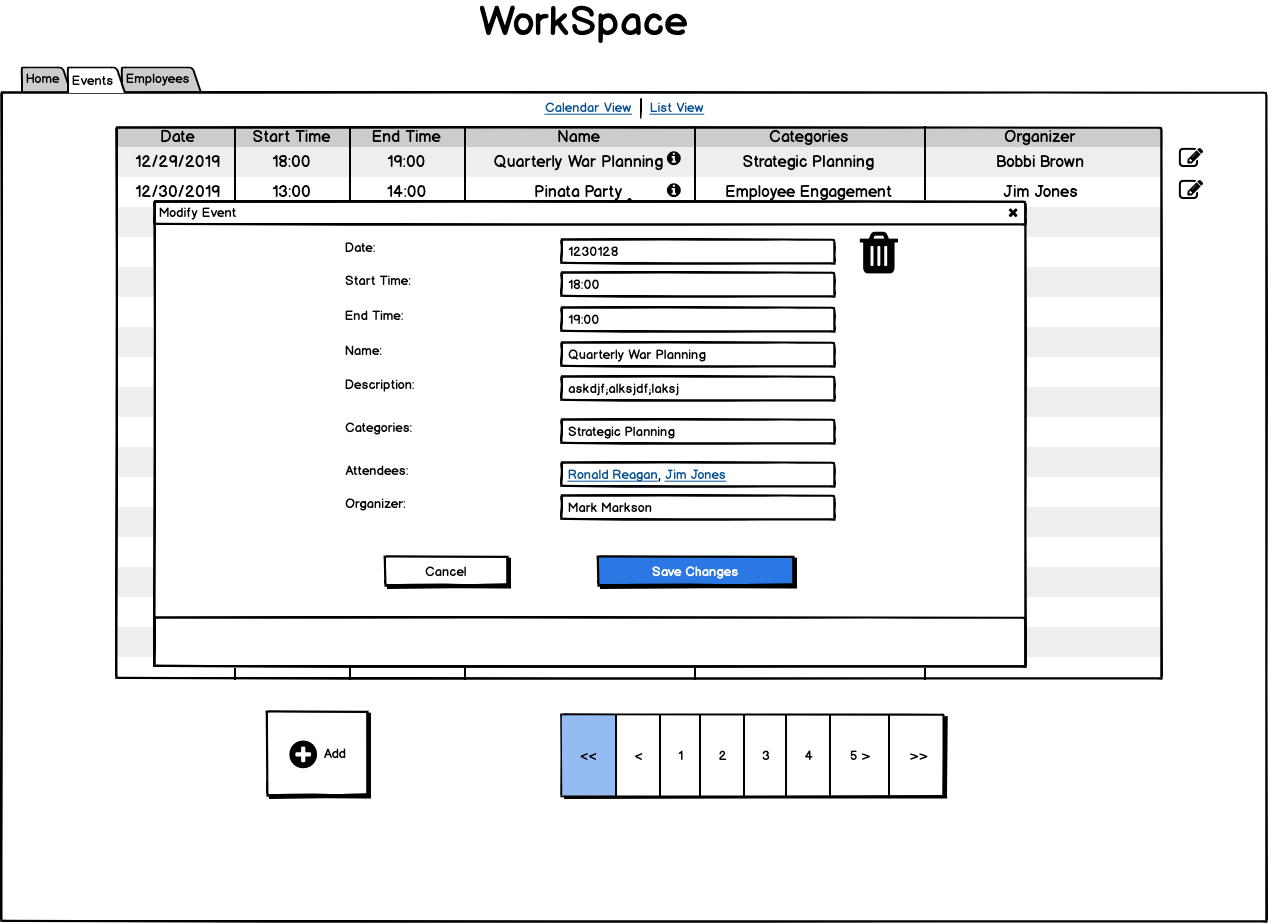 WorkSpace
Home Events Employees
Calendar View | List View
Date Start Time End Time Name Categories Organizer
12/29/2019 18:00 19:00 Quarterly War Planning Strategic Planning Bobbi Brown
12/30/2019 13:00 14:00 Pinata Party Employee Engagement Jim Jones
Modify Event
Date: 1230128
Start Time: 18:00
End Time: 19:00
Name: Quarterly War Planning
Description: askdjf;alksjdf;laksj
Categories: Strategic Planning
Attendees: Ronald Reagan, Jim Jones
Organizer: Mark Markson
Cancel Save Changes
Add << < 1 2 3 4 5 > >>